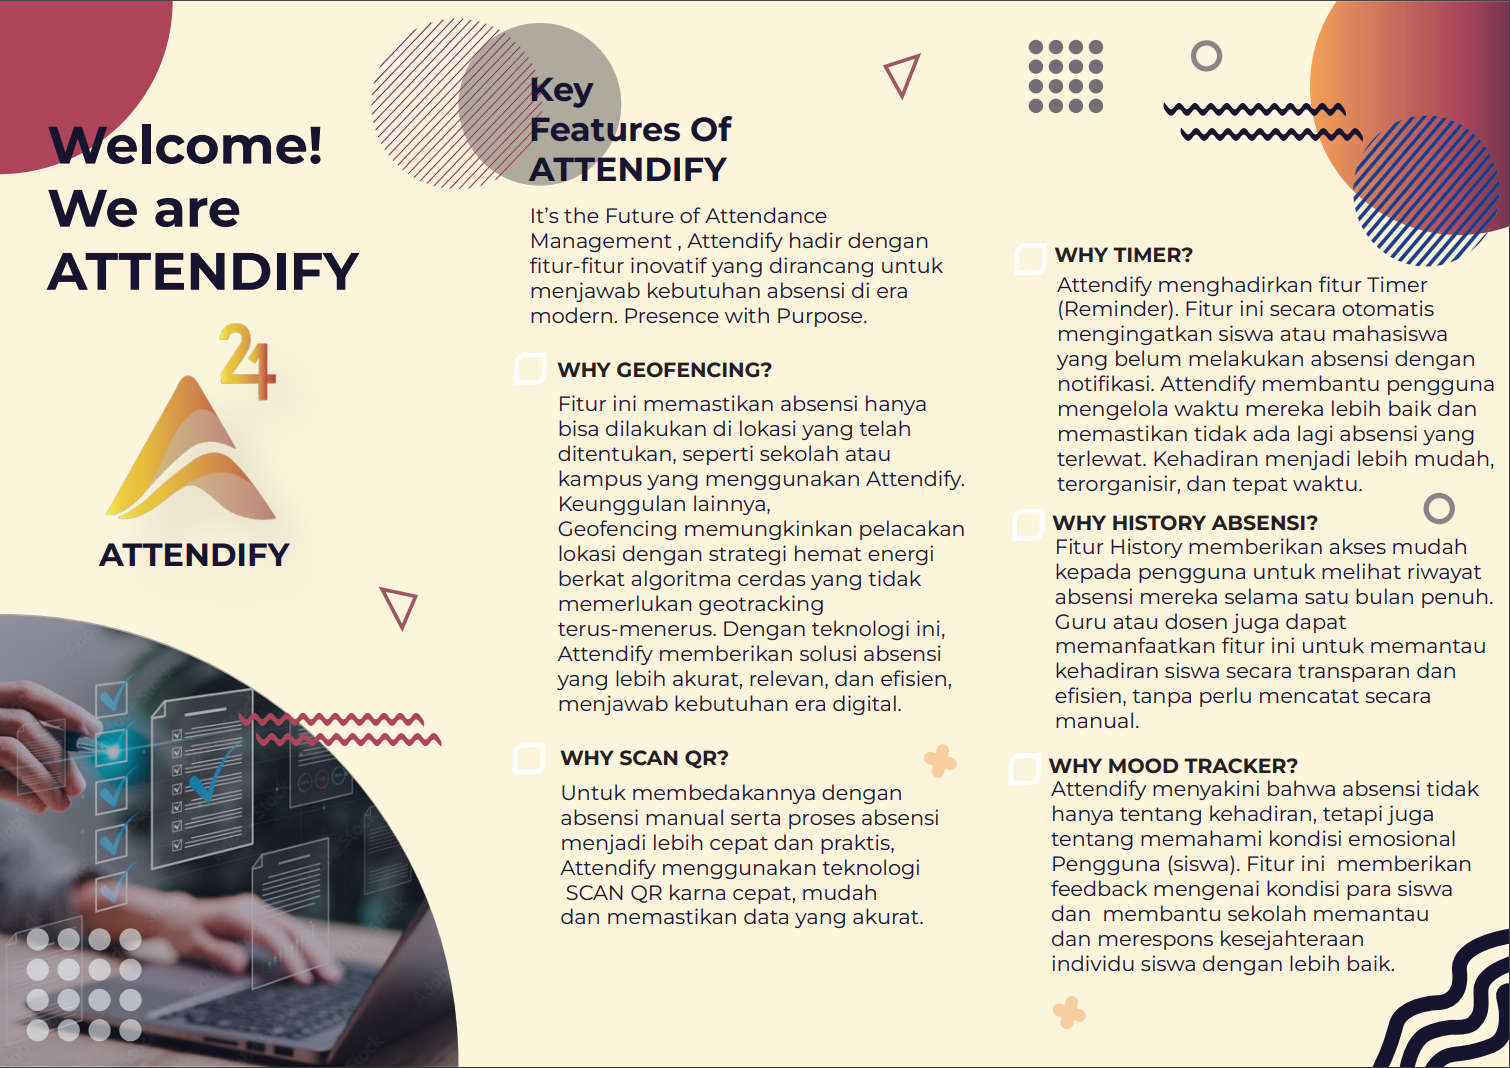 Welcome!
We are
ATTENDIFY
21
ATTENDIFY
Key
Features Of
ATTENDIFY
It’s the Future of Attendance
Management , Attendify hadir dengan
fitur-fitur inovatif yang dirancang untuk
menjawab kebutuhan absensi di era
modern. Presence with Purpose.
WHY GEOFENCING?
Fitur ini memastikan absensi hanya
bisa dilakukan di lokasi yang telah
ditentukan, seperti sekolah atau
kampus yang menggunakan Attendify.
Keunggulan lainnya,
Geofencing memungkinkan pelacakan
lokasi dengan strategi hemat energi
berkat algoritma cerdas yang tidak
memerlukan geotracking
terus-menerus. Dengan teknologi ini,
Attendify memberikan solusi absensi
yang lebih akurat, relevan, dan efisien,
menjawab kebutuhan era digital.
WHY SCAN QR?
Untuk membedakannya dengan
absensi manual serta proses absensi
menjadi lebih cepat dan praktis,
Attendify menggunakan teknologi
SCAN QR karna cepat, mudah
dan memastikan data yang akurat.
WHY TIMER?
Attendify menghadirkan fitur Timer
(Reminder). Fitur ini secara otomatis
mengingatkan siswa atau mahasiswa
yang belum melakukan absensi dengan
notifikasi. Attendify membantu pengguna
mengelola waktu mereka lebih baik dan
memastikan tidak ada lagi absensi yang
terlewat. Kehadiran menjadi lebih mudah,
terorganisir, dan tepat waktu.
WHY HISTORY ABSENSI?
Fitur History memberikan akses mudah
kepada pengguna untuk melihat riwayat
absensi mereka selama satu bulan penuh.
Guru atau dosen juga dapat
memanfaatkan fitur ini untuk memantau
kehadiran siswa secara transparan dan
efisien, tanpa perlu mencatat secara
manual.
WHY MOOD TRACKER?
Attendify menyakini bahwa absensi tidak
hanya tentang kehadiran, tetapi juga
tentang memahami kondisi emosional
Pengguna (siswa). Fitur ini  memberikan
feedback mengenai kondisi para siswa
dan  membantu sekolah memantau
dan merespons kesejahteraan
individu siswa dengan lebih baik.